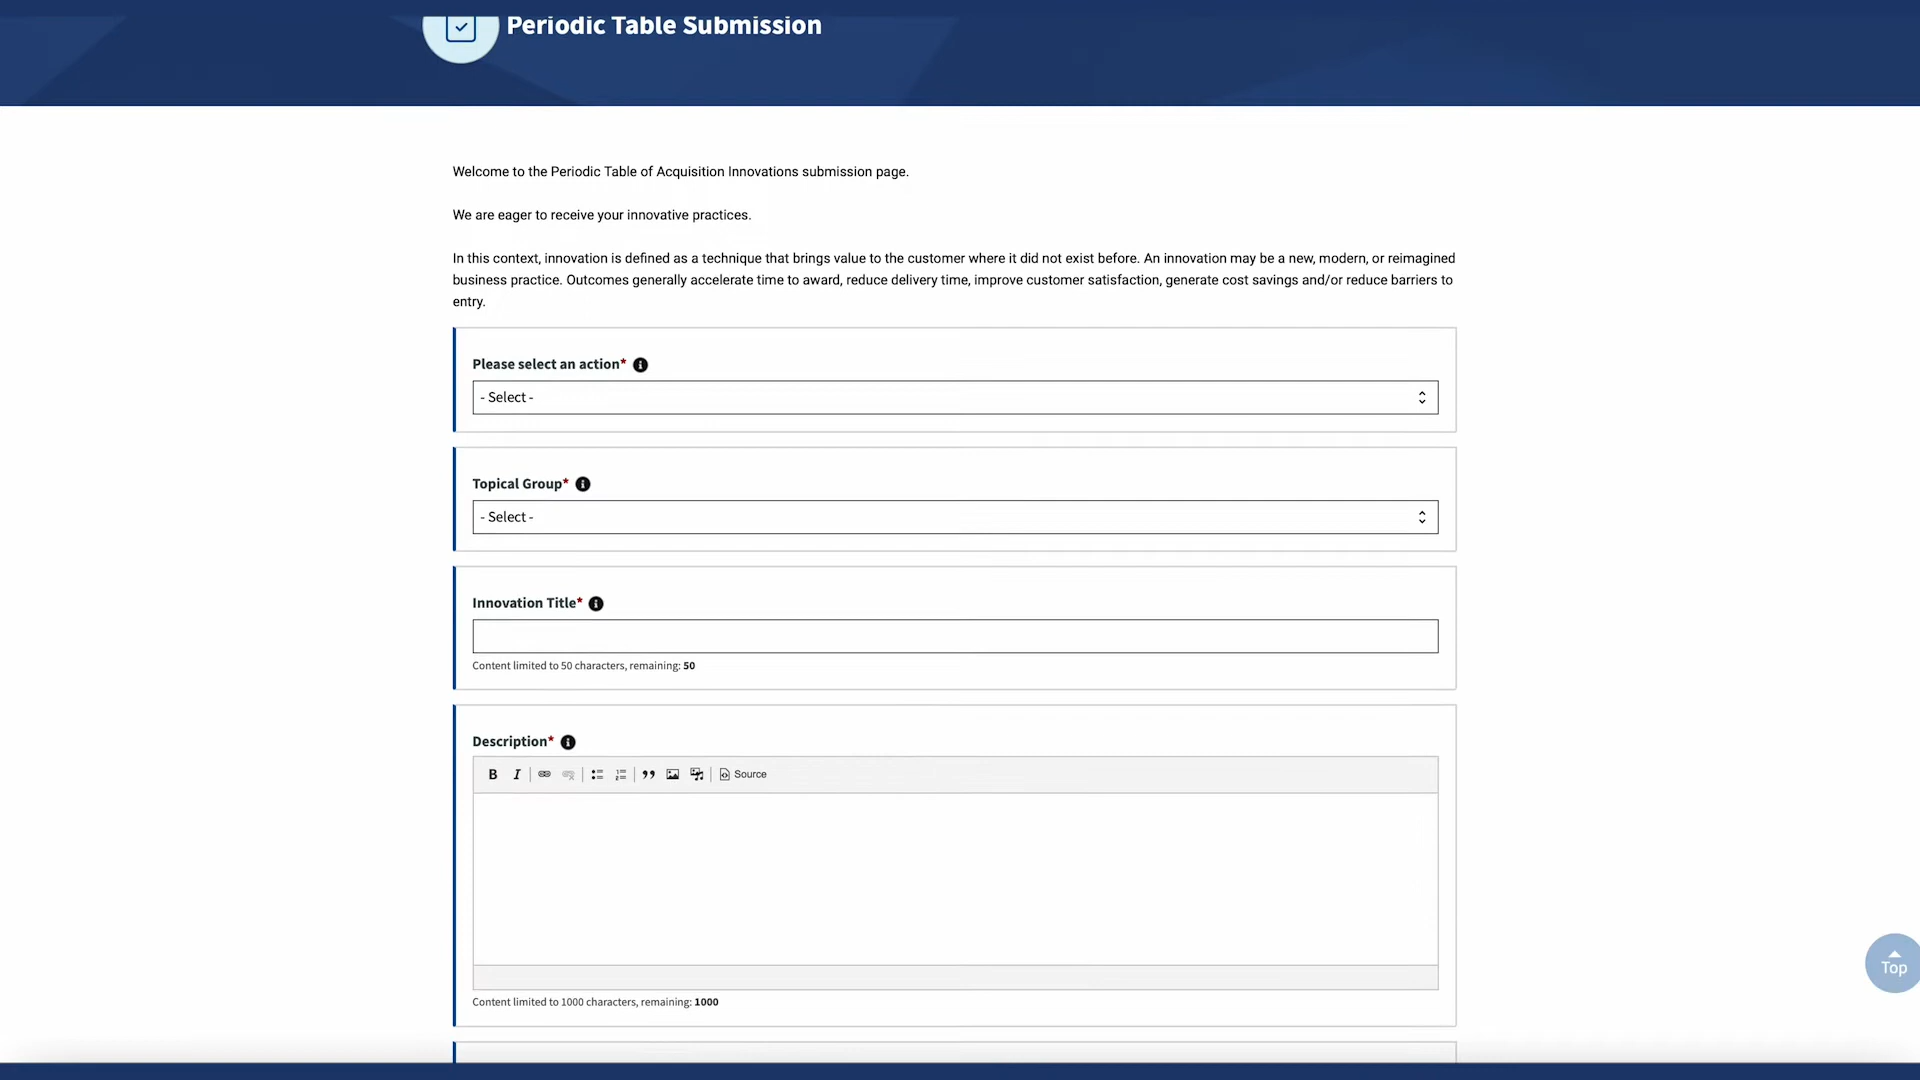 Periodic Table Submission
Welcome to the Periodic Table of Acquisition Innovations submission page.
We are eager to receive your innovative practices.
In this context, innovation is defined as a technique that brings value to the customer where it did not exist before. An innovation may be a new, modern, or reimagined
business practice. Outcomes generally accelerate time to award, reduce delivery time, improve customer satisfaction, generate cost savings and/or reduce barriers to
entry.
Please select an action*
- Select -
Topical Group*
- Select -
Innovation Title*
Content limited to 50 characters, remaining: 50
Description*
B I Source
Content limited to 1000 characters, remaining: 1000
Top